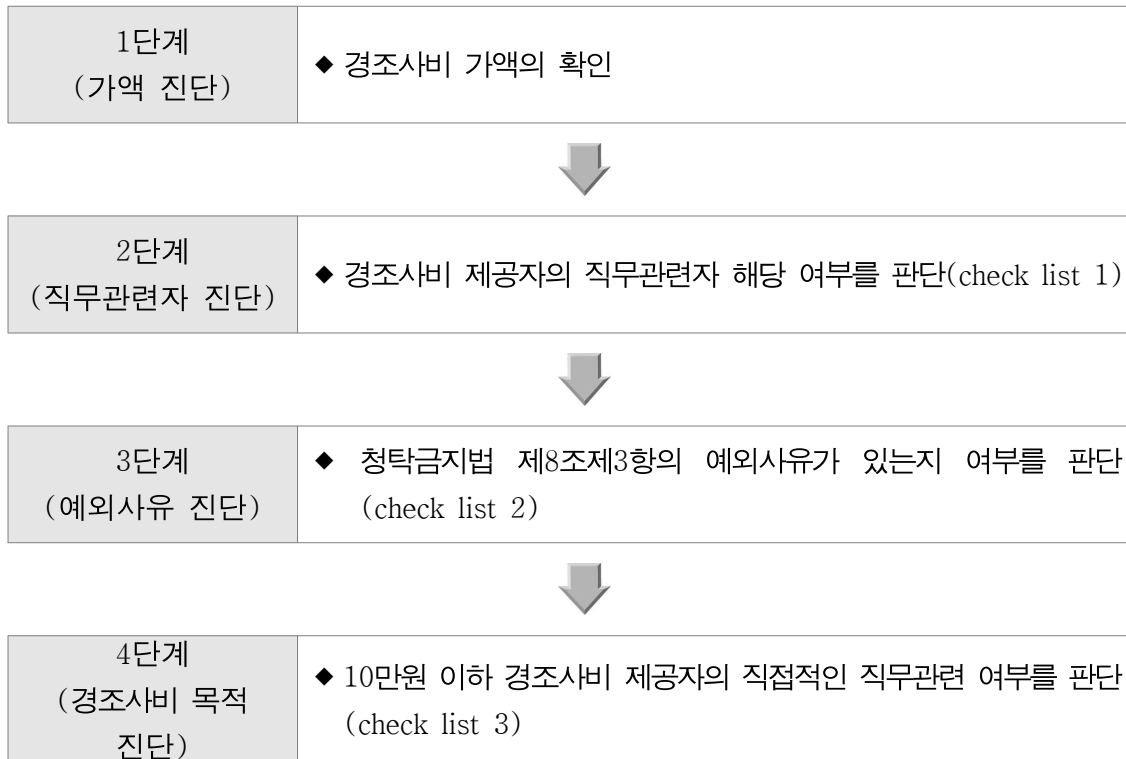 1단계
(가액 진단)
◆ 경조사비 가액의 확인
2단계
(직무관련자 진단)
◆ 경조사비 제공자의 직무관련자 해당 여부를 판단(check list 1)
3단계
(예외사유 진단)
◆ 청탁금지법 제8조제3항의 예외사유가 있는지 여부를 판단
(check list 2)
4단계
(경조사비 목적
진단)
◆ 10만원 이하 경조사비 제공자의 직접적인 직무관련 여부를 판단
(check list 3)